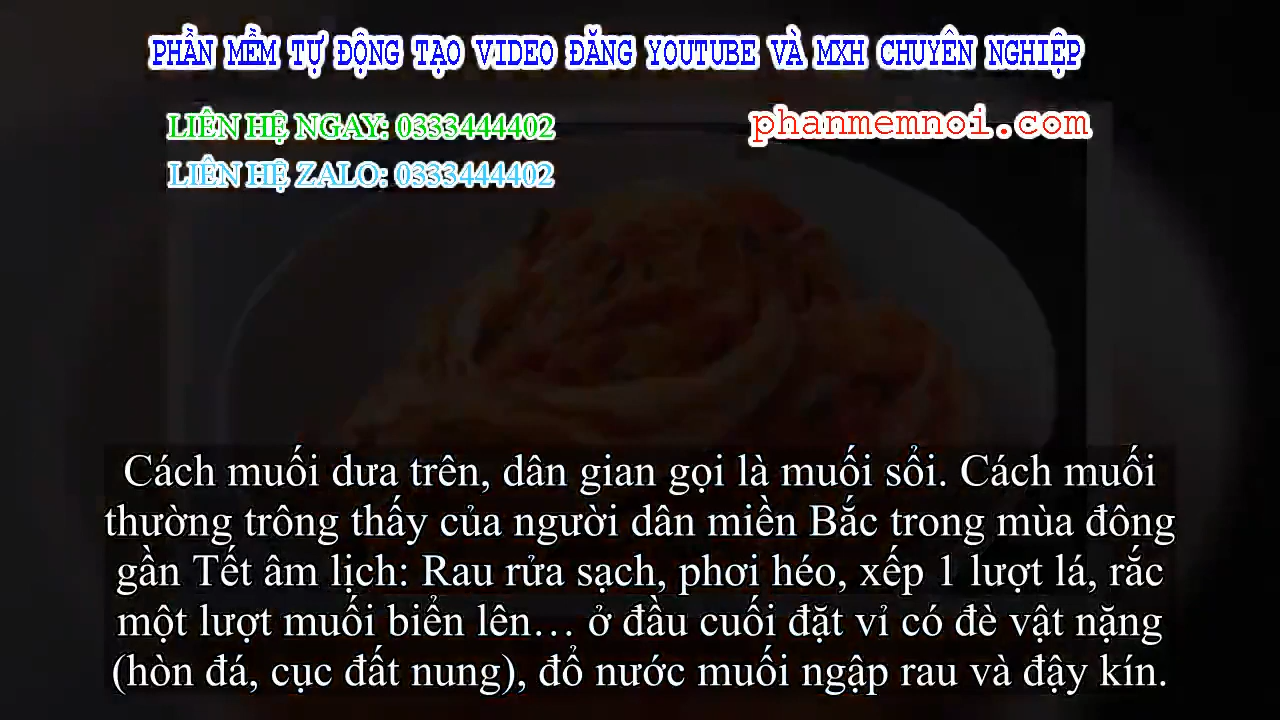 PHẦN MỀM TỰ ĐỘNG TẠO VIDEO ĐĂNG YOUTUBE VÀ MXH CHUYÊN NGHIỆP
LIÊN HỆ NGAY: 0333444402
phanmemnoi.com
LIÊN HỆ ZALO: 0333444402
Cách muối dưa trên, dân gian gọi là muối sổi. Cách muối
thường trông thấy của người dân miền Bắc trong mùa đông
gần Tết âm lịch: Rau rửa sạch, phơi héo, xếp 1 lượt lá, rắc
một lượt muối biển lên… ở đầu cuối đặt vỉ có đè vật nặng
(hòn đá, cục đất nung), đổ nước muối ngập rau và đậy kín.